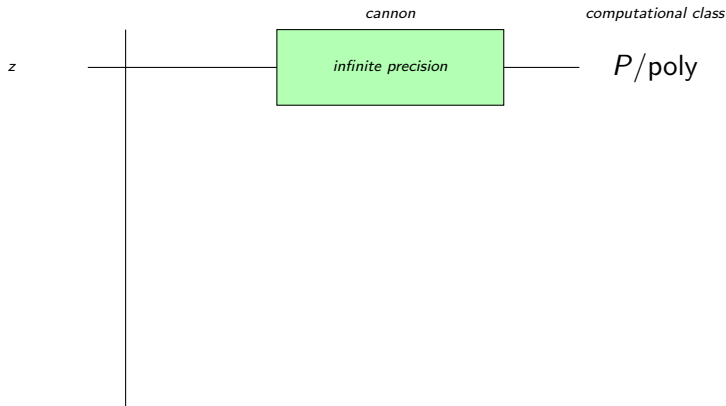 cannon computational class
z infinite precision P/poly